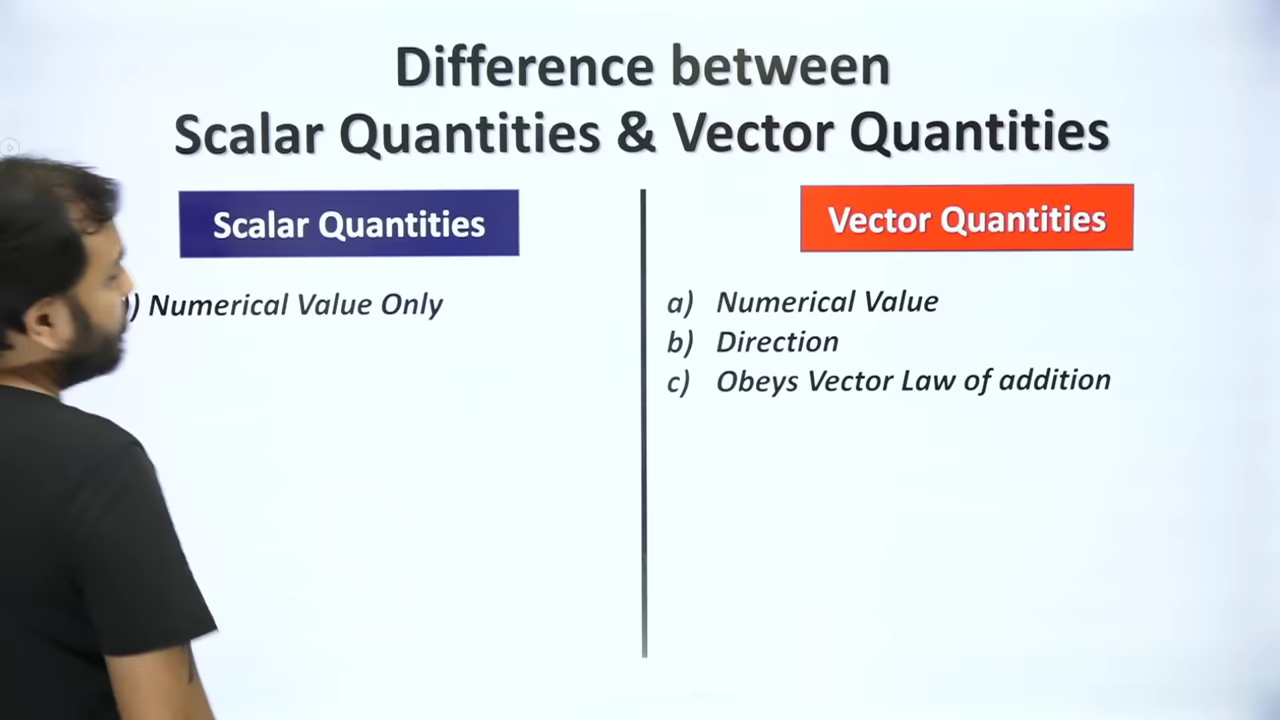 Difference between
Scalar Quantities & Vector Quantities
Scalar Quantities
Vector Quantities
) Numerical Value Only
a) Numerical Value
b) Direction
c) Obeys Vector Law of addition